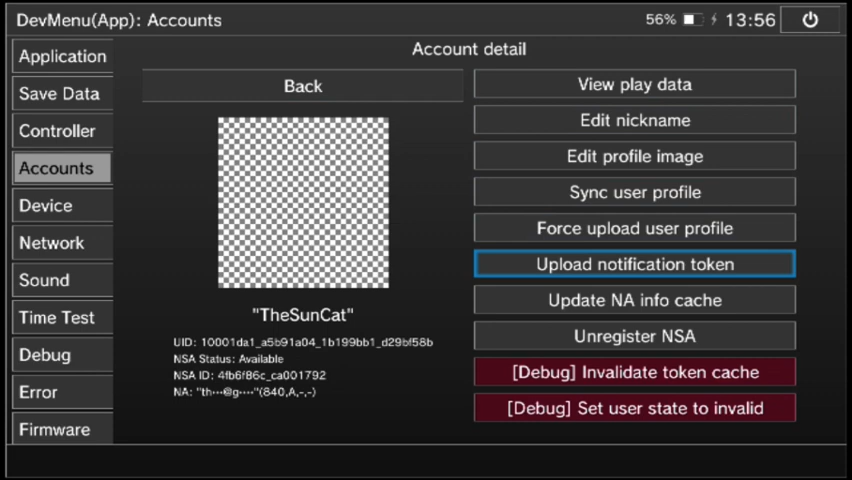 DevMenu(App): Accounts
56%
13:56
Application
Save Data
Controller
Accounts
Device
Network
Sound
Time Test
Debug
Error
Firmware
Account detail
Back
"TheSunCat"
UID: 10001da1_a5b91a04_1b199bb1_d29bf58b
NSA Status: Available
NSA ID: 4fb6f86c_ca001792
NA: "th···@g····"(840,A,-,-)
View play data
Edit nickname
Edit profile image
Sync user profile
Force upload user profile
Upload notification token
Update NA info cache
Unregister NSA
[Debug] Invalidate token cache
[Debug] Set user state to invalid